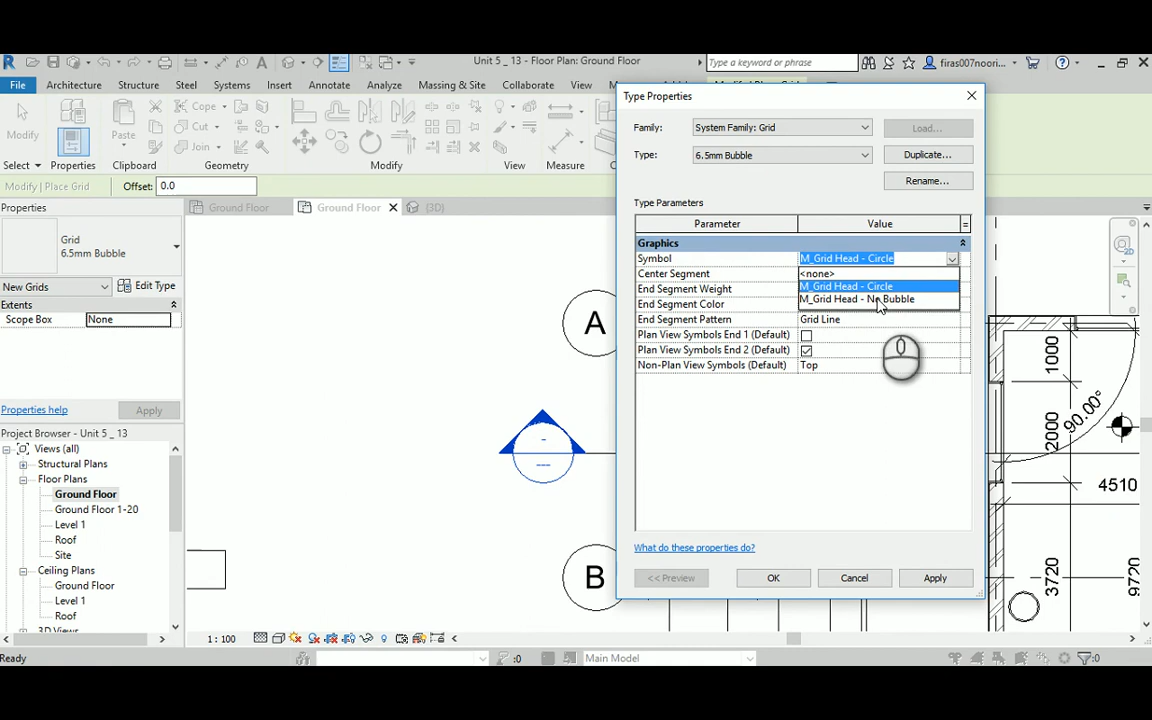 Unit 5 _ 13 - Floor Plan: Ground Floor
Type a keyword or phrase
firas007noori...
File Architecture Structure Steel Systems Insert Annotate Analyze Massing & Site Collaborate View
Modify
Paste
Cope
Cut
Join
Select Properties Clipboard Geometry Modify View Measure
Modify | Place Grid
Offset: 0.0
Ground Floor
Ground Floor
(3D)
Properties
Grid
6.5mm Bubble
New Grids
Edit Type
Extents
Scope Box
None
Properties help
Apply
Project Browser - Unit 5 _ 13
Views (all)
Structural Plans
Floor Plans
Ground Floor
Ground Floor 1-20
Level 1
Roof
Site
Ceiling Plans
Ground Floor
Level 1
Roof
3D Views
Type Properties
Family:
System Family: Grid
Load...
Type:
6.5mm Bubble
Duplicate...
Rename...
Type Parameters
Parameter Value =
Graphics
Symbol M_Grid Head - Circle
<none>
M_Grid Head - Circle
M_Grid Head - No Bubble
Center Segment
End Segment Weight
End Segment Color
End Segment Pattern Grid Line
Plan View Symbols End 1 (Default)
Plan View Symbols End 2 (Default)
Non-Plan View Symbols (Default) Top
What do these properties do?
<< Preview
OK
Cancel
Apply
A
B
1000
2000
90.00°
4510
3720
9720
1 : 100
Ready
:0
Main Model
:0